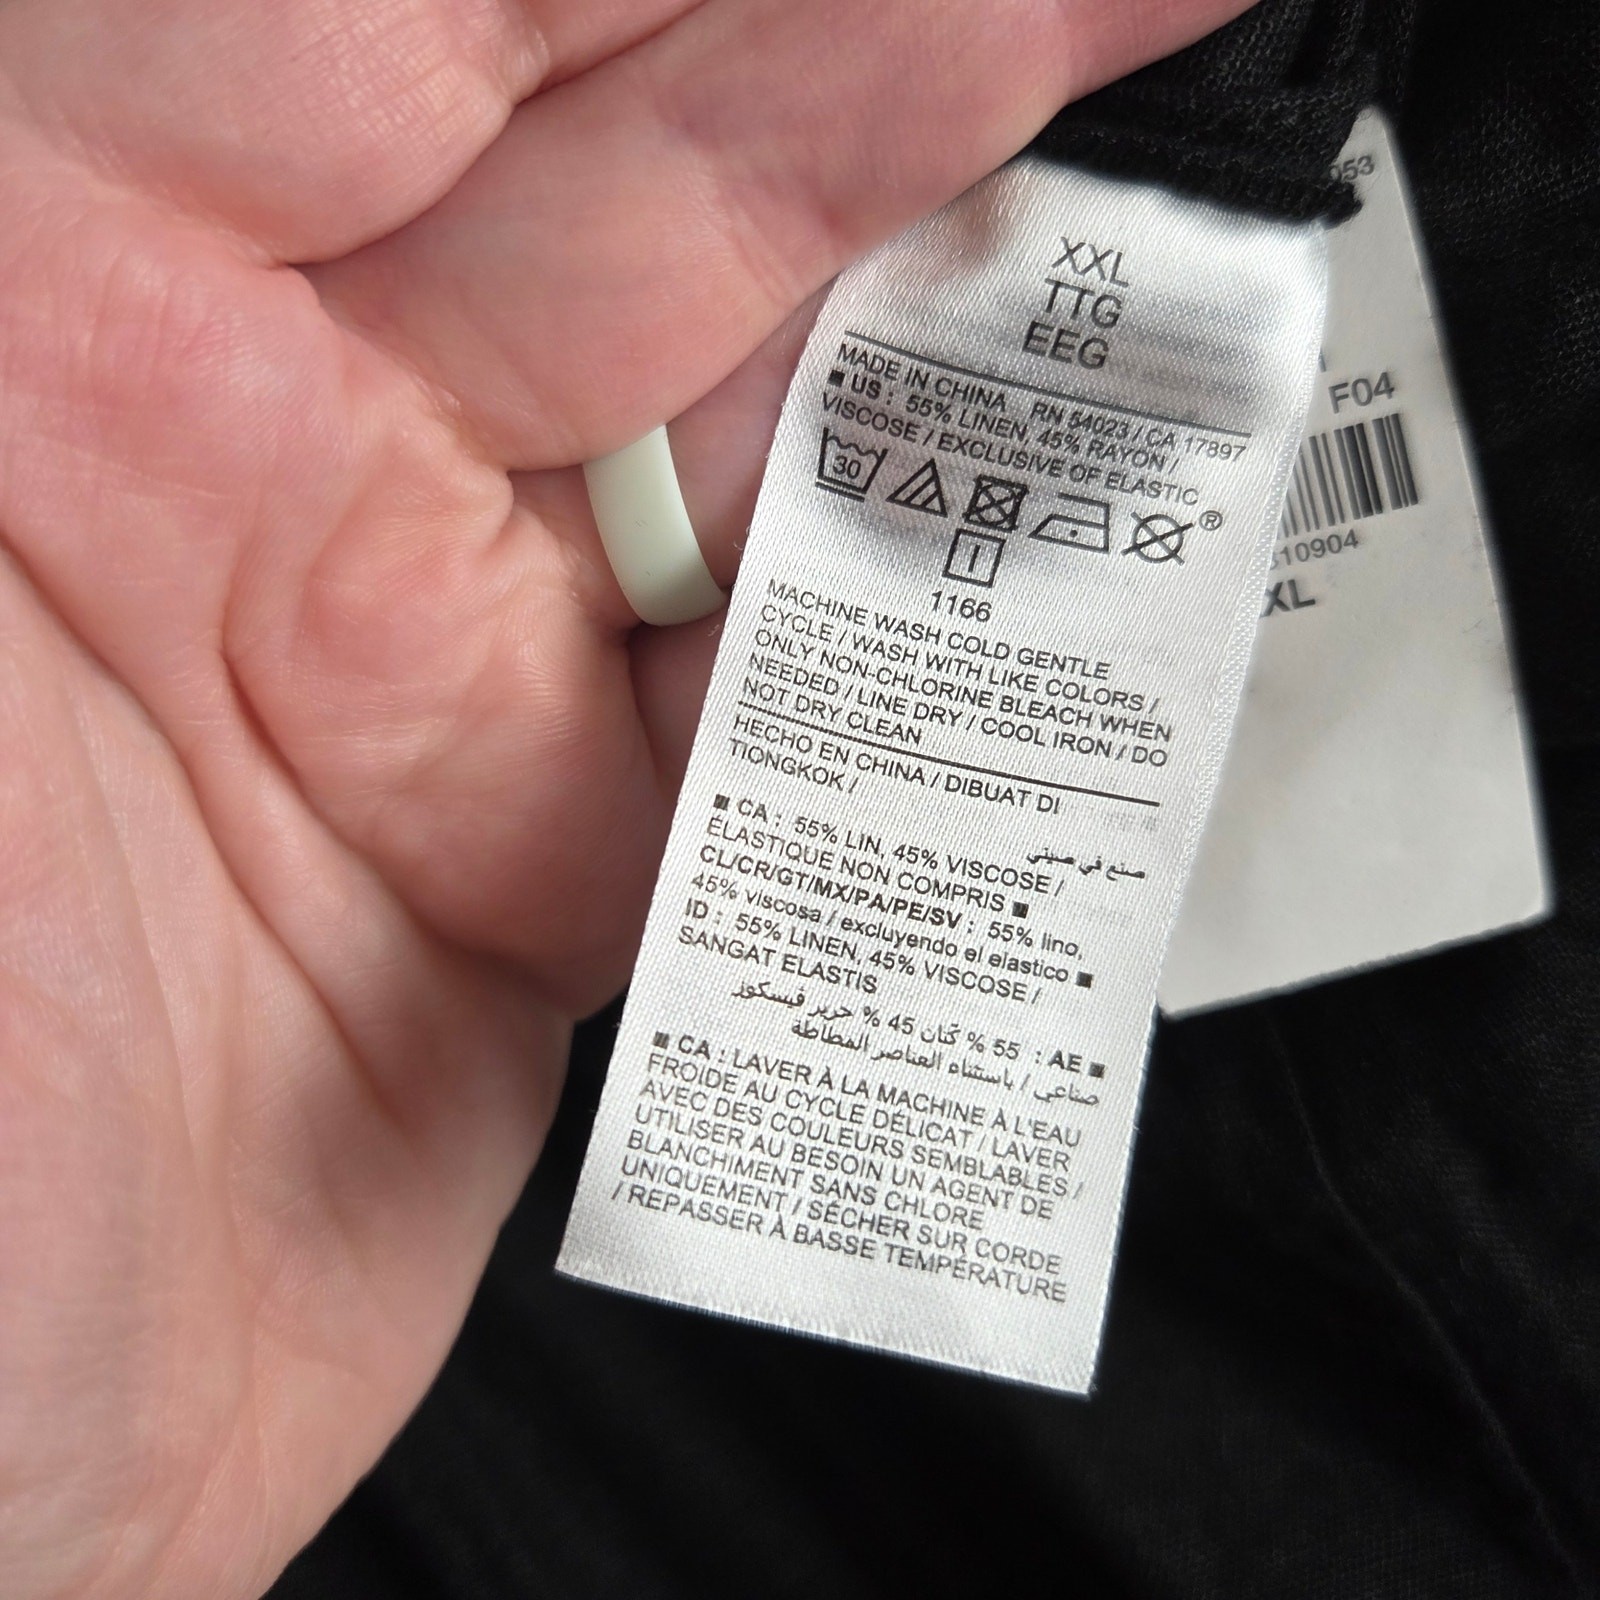 XXL
TTG
EEG
MADE IN CHINA RN 54023 / CA 17897
■ US : 55% LINEN, 45% RAYON /
VISCOSE / EXCLUSIVE OF ELASTIC
30
®
1166
MACHINE WASH COLD GENTLE
CYCLE / WASH WITH LIKE COLORS /
ONLY NON-CHLORINE BLEACH WHEN
NEEDED / LINE DRY / COOL IRON / DO
NOT DRY CLEAN
HECHO EN CHINA / DIBUAT DI
TIONGKOK /
صنع في صيني
■ CA : 55% LIN, 45% VISCOSE /
ÉLASTIQUE NON COMPRIS ■
CL/CR/GT/MX/PA/PE/SV : 55% lino,
45% viscosa / excluyendo el elastico ■
ID : 55% LINEN, 45% VISCOSE /
SANGAT ELASTIS
■ AE : 55 % كتان 45 % حرير فيسكوز
صناعي / باستثناء العناصر المطاطة
■ CA : LAVER À LA MACHINE À L'EAU
FROIDE AU CYCLE DÉLICAT / LAVER
AVEC DES COULEURS SEMBLABLES /
UTILISER AU BESOIN UN AGENT DE
BLANCHIMENT SANS CHLORE
UNIQUEMENT / SÉCHER SUR CORDE
/ REPASSER À BASSE TEMPÉRATURE
053
F04
10904
XL